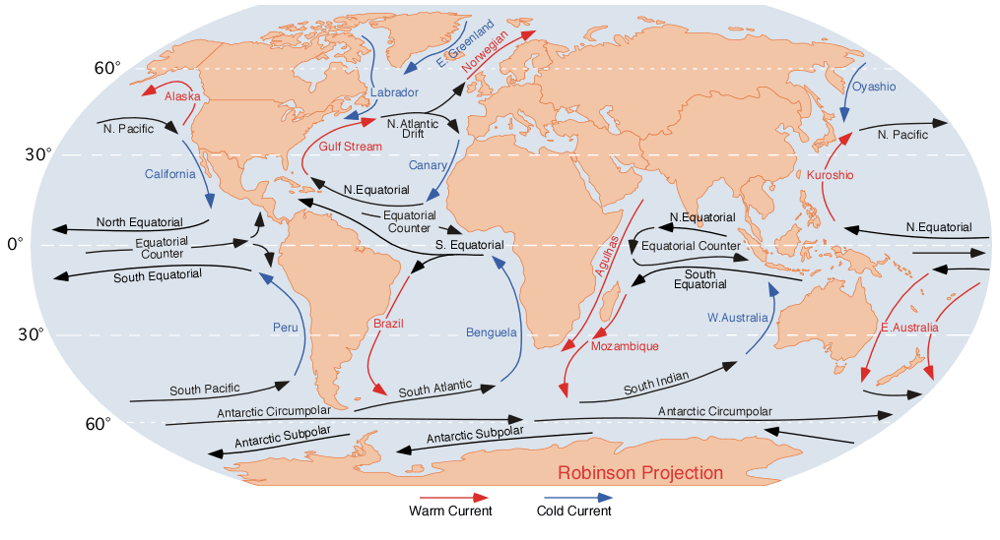 E. Greenland
Norwegian
60°
Alaska
Labrador
Oyashio
N. Pacific
N. Atlantic
Drift
N. Pacific
Gulf Stream
30°
California
Canary
Kuroshio
N.Equatorial
North Equatorial
Equatorial
Counter
N.Equatorial
N.Equatorial
0°
Equatorial
Counter
S. Equatorial
Agulhas
Equatorial Counter
South Equatorial
South
Equatorial
30°
Peru
Brazil
Benguela
W.Australia
E.Australia
Mozambique
South Pacific
South Atlantic
South Indian
60°
Antarctic Circumpolar
Antarctic Circumpolar
Antarctic Subpolar
Antarctic Subpolar
Robinson Projection
Warm Current
Cold Current